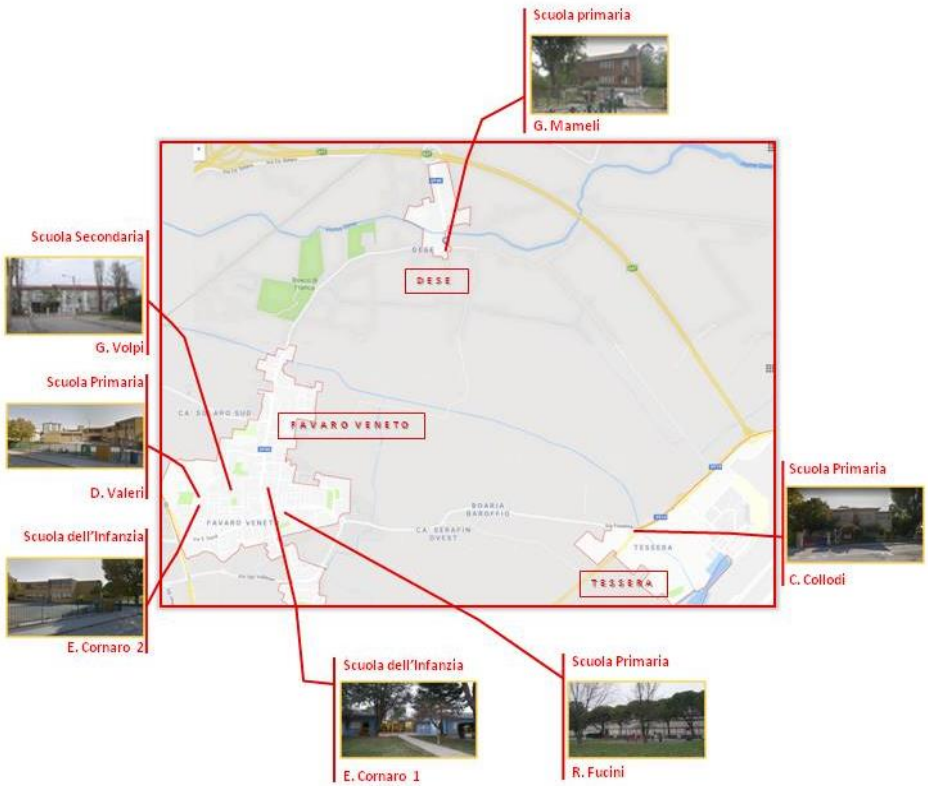 Scuola primaria
G. Mameli
Scuola Secondaria
G. Volpi
DESE
DESE
Scuola Primaria
D. Valeri
CA' SOLARO SUD
FAVARO VENETO
Scuola Primaria
C. Collodi
BOARIA
BAROFFIO
CA' SERAFIN
OVEST
FAVARO VENETO
TESSERA
TESSERA
Scuola dell'Infanzia
E. Cornaro 2
Scuola dell'Infanzia
E. Cornaro 1
Scuola Primaria
R. Fucini